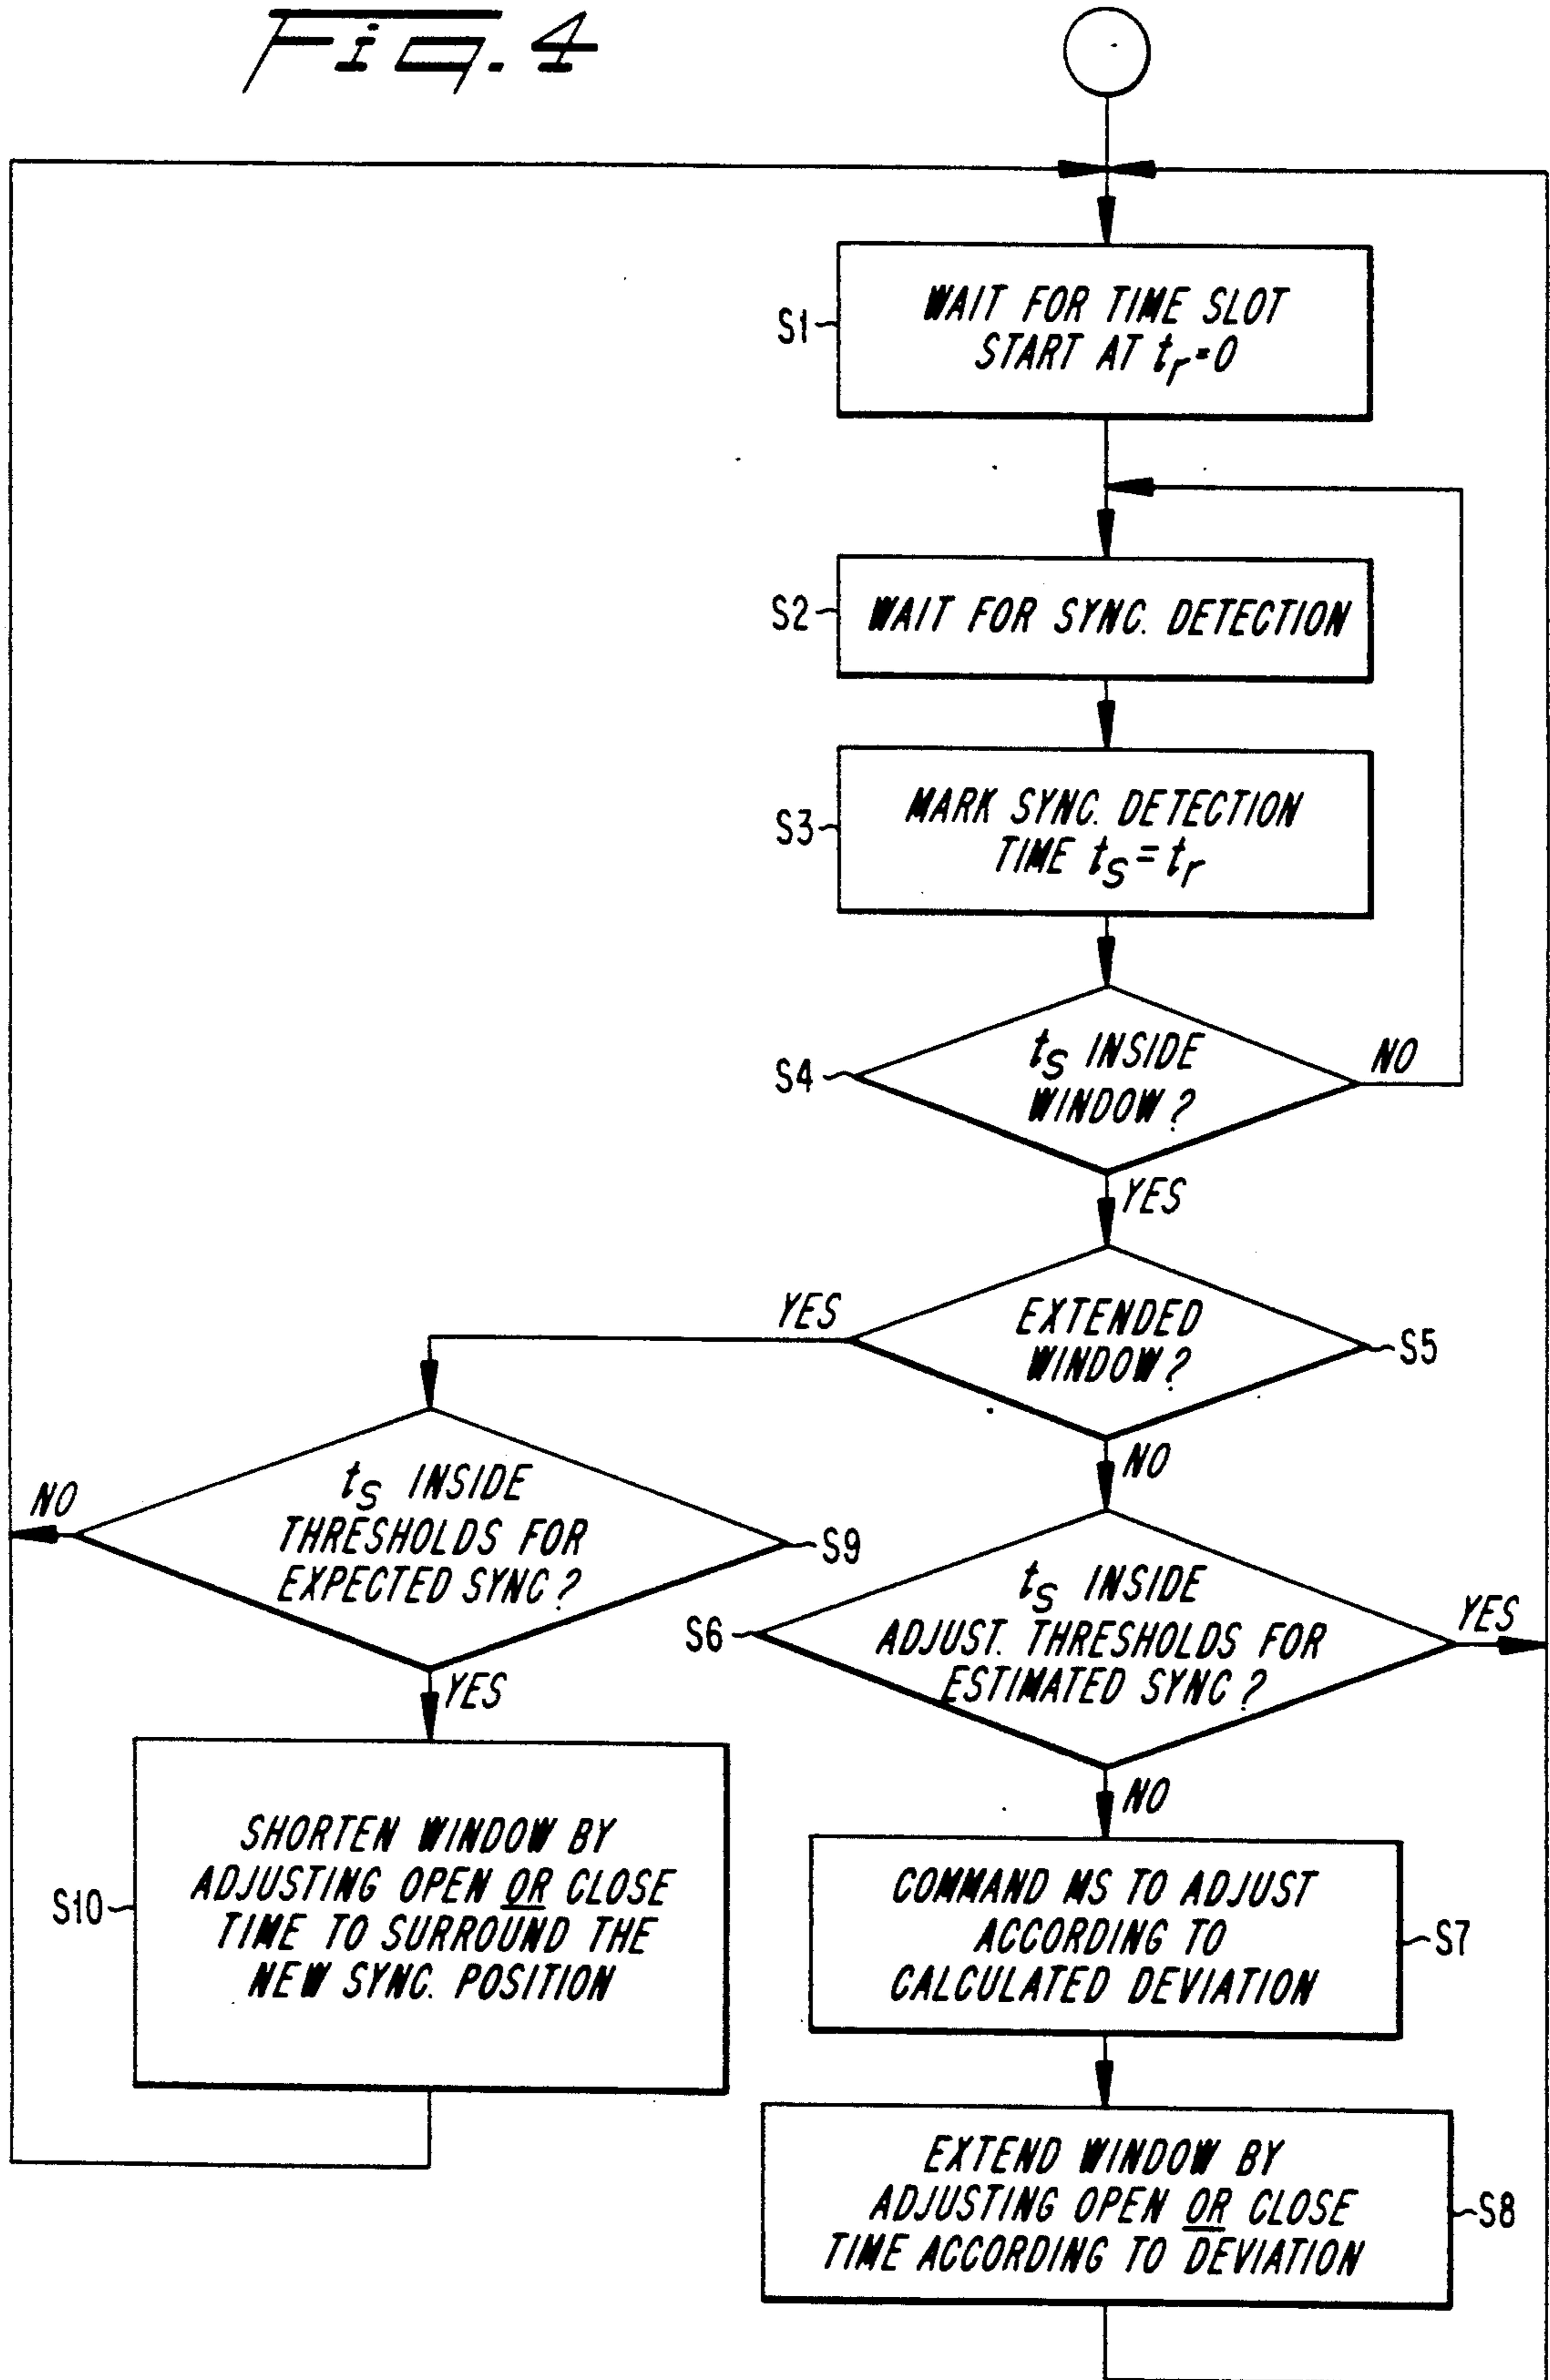 Fig. 4
S1
WAIT FOR TIME SLOT
START AT tr=0
S2
WAIT FOR SYNC. DETECTION
S3
MARK SYNC. DETECTION
TIME ts = tr
S4
ts INSIDE
WINDOW?
NO
YES
YES
EXTENDED
WINDOW?
S5
NO
NO
ts INSIDE
THRESHOLDS FOR
EXPECTED SYNC?
S9
YES
S6
ts INSIDE
ADJUST. THRESHOLDS FOR
ESTIMATED SYNC?
YES
NO
S10
SHORTEN WINDOW BY
ADJUSTING OPEN OR CLOSE
TIME TO SURROUND THE
NEW SYNC. POSITION
COMMAND MS TO ADJUST
ACCORDING TO
CALCULATED DEVIATION
S7
EXTEND WINDOW BY
ADJUSTING OPEN OR CLOSE
TIME ACCORDING TO DEVIATION
S8